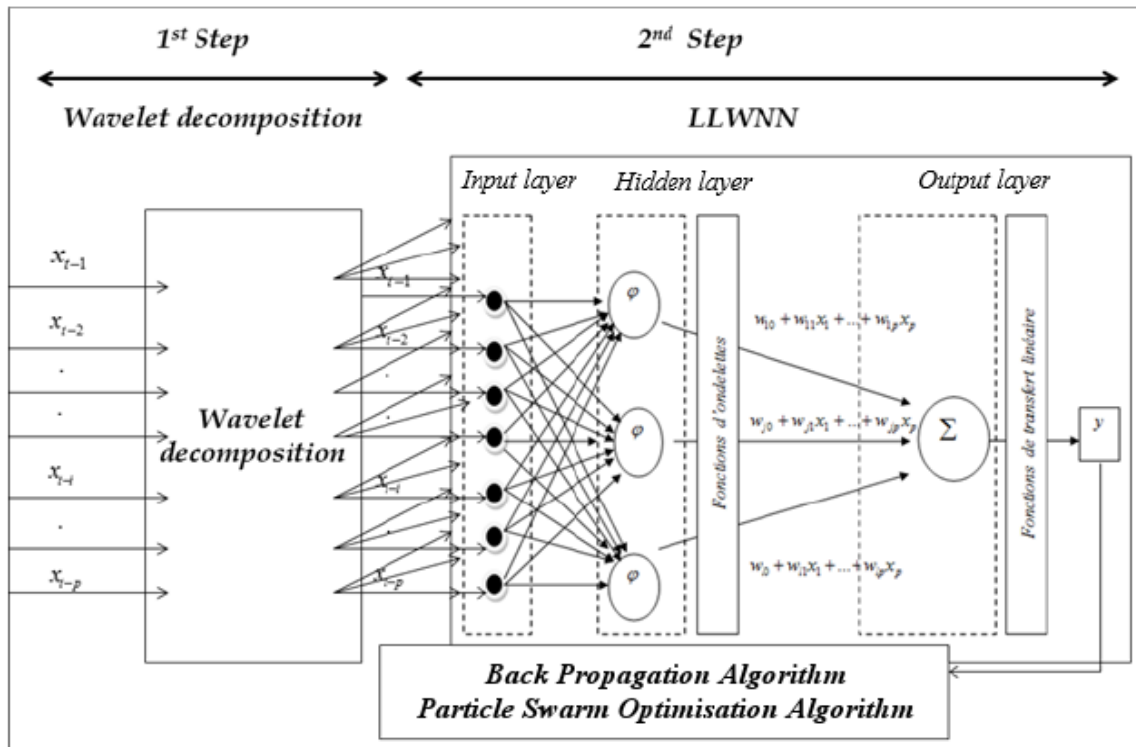 1st Step
2nd Step
Wavelet decomposition
LLWNN
Input layer
Hidden layer
Output layer
x_{t-1}
x_{t-2}
.
.
x_{t-i}
.
x_{t-p}
Wavelet
decomposition
x_{t-1}
x_{t-2}
.
.
x_{t-i}
.
x_{t-p}
φ
φ
φ
Fonctions d'ondelettes
w_{10} + w_{11}x_1 + ... + w_{1p}x_p
w_{j0} + w_{j1}x_1 + ... + w_{jp}x_p
w_{i0} + w_{i1}x_1 + ... + w_{ip}x_p
Σ
Fonctions de transfert linéaire
y
Back Propagation Algorithm
Particle Swarm Optimisation Algorithm